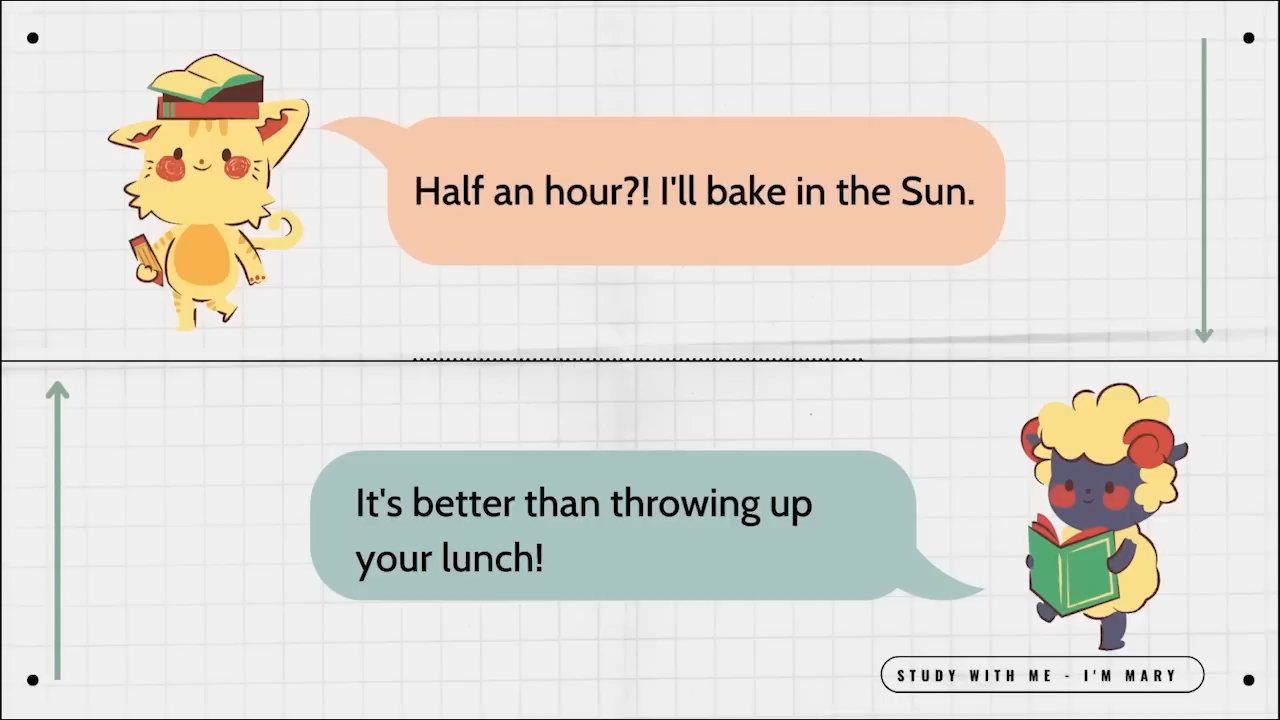 Half an hour?! I'll bake in the Sun.
It's better than throwing up
your lunch!
STUDY WITH ME - I'M MARY